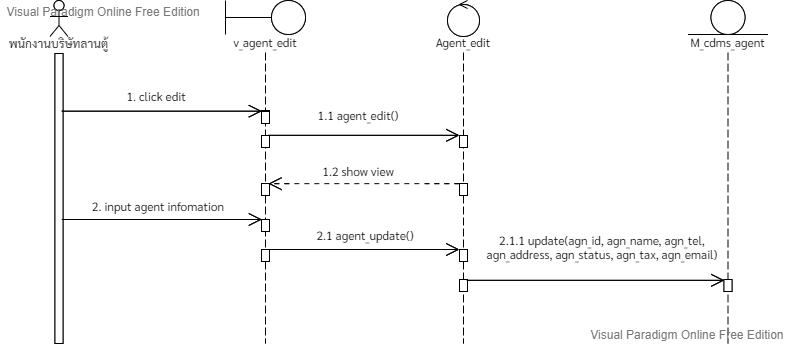 Visual Paradigm Online Free Edition
พนักงานบริษัทลานตู้
v_agent_edit
Agent_edit
M_cdms_agent
1. click edit
1.1 agent_edit()
1.2 show view
2. input agent infomation
2.1 agent_update()
2.1.1 update(agn_id, agn_name, agn_tel,
agn_address, agn_status, agn_tax, agn_email)
Visual Paradigm Online Free Edition